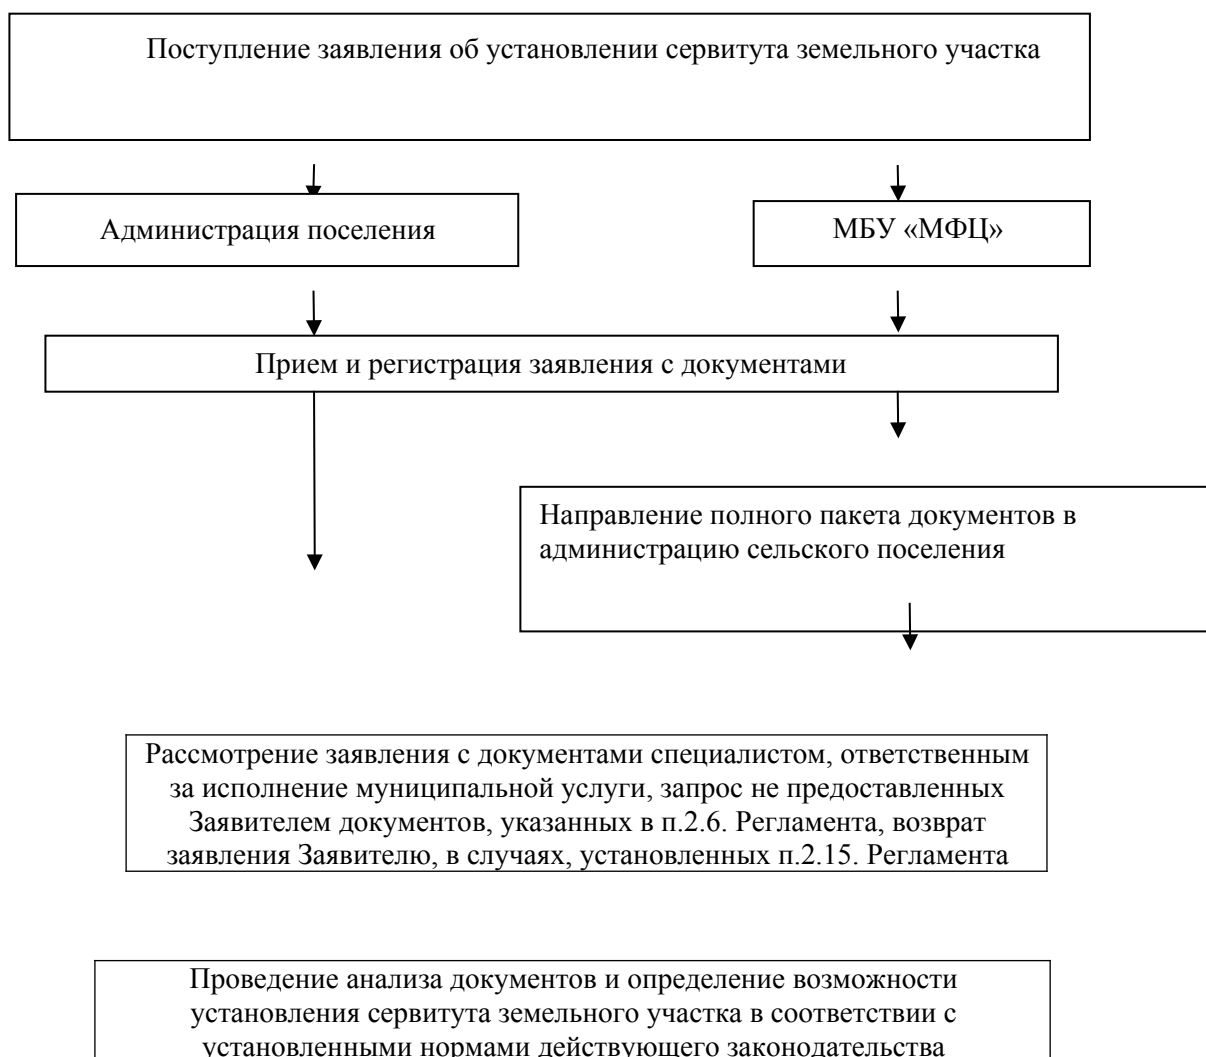 Поступление заявления об установлении сервитута земельного участка
Администрация поселения
МБУ «МФЦ»
Прием и регистрация заявления с документами
Направление полного пакета документов в
администрацию сельского поселения
Рассмотрение заявления с документами специалистом, ответственным
за исполнение муниципальной услуги, запрос не предоставленных
Заявителем документов, указанных в п.2.6. Регламента, возврат
заявления Заявителю, в случаях, установленных п.2.15. Регламента
Проведение анализа документов и определение возможности
установления сервитута земельного участка в соответствии с
установленными нормами действующего законодательства